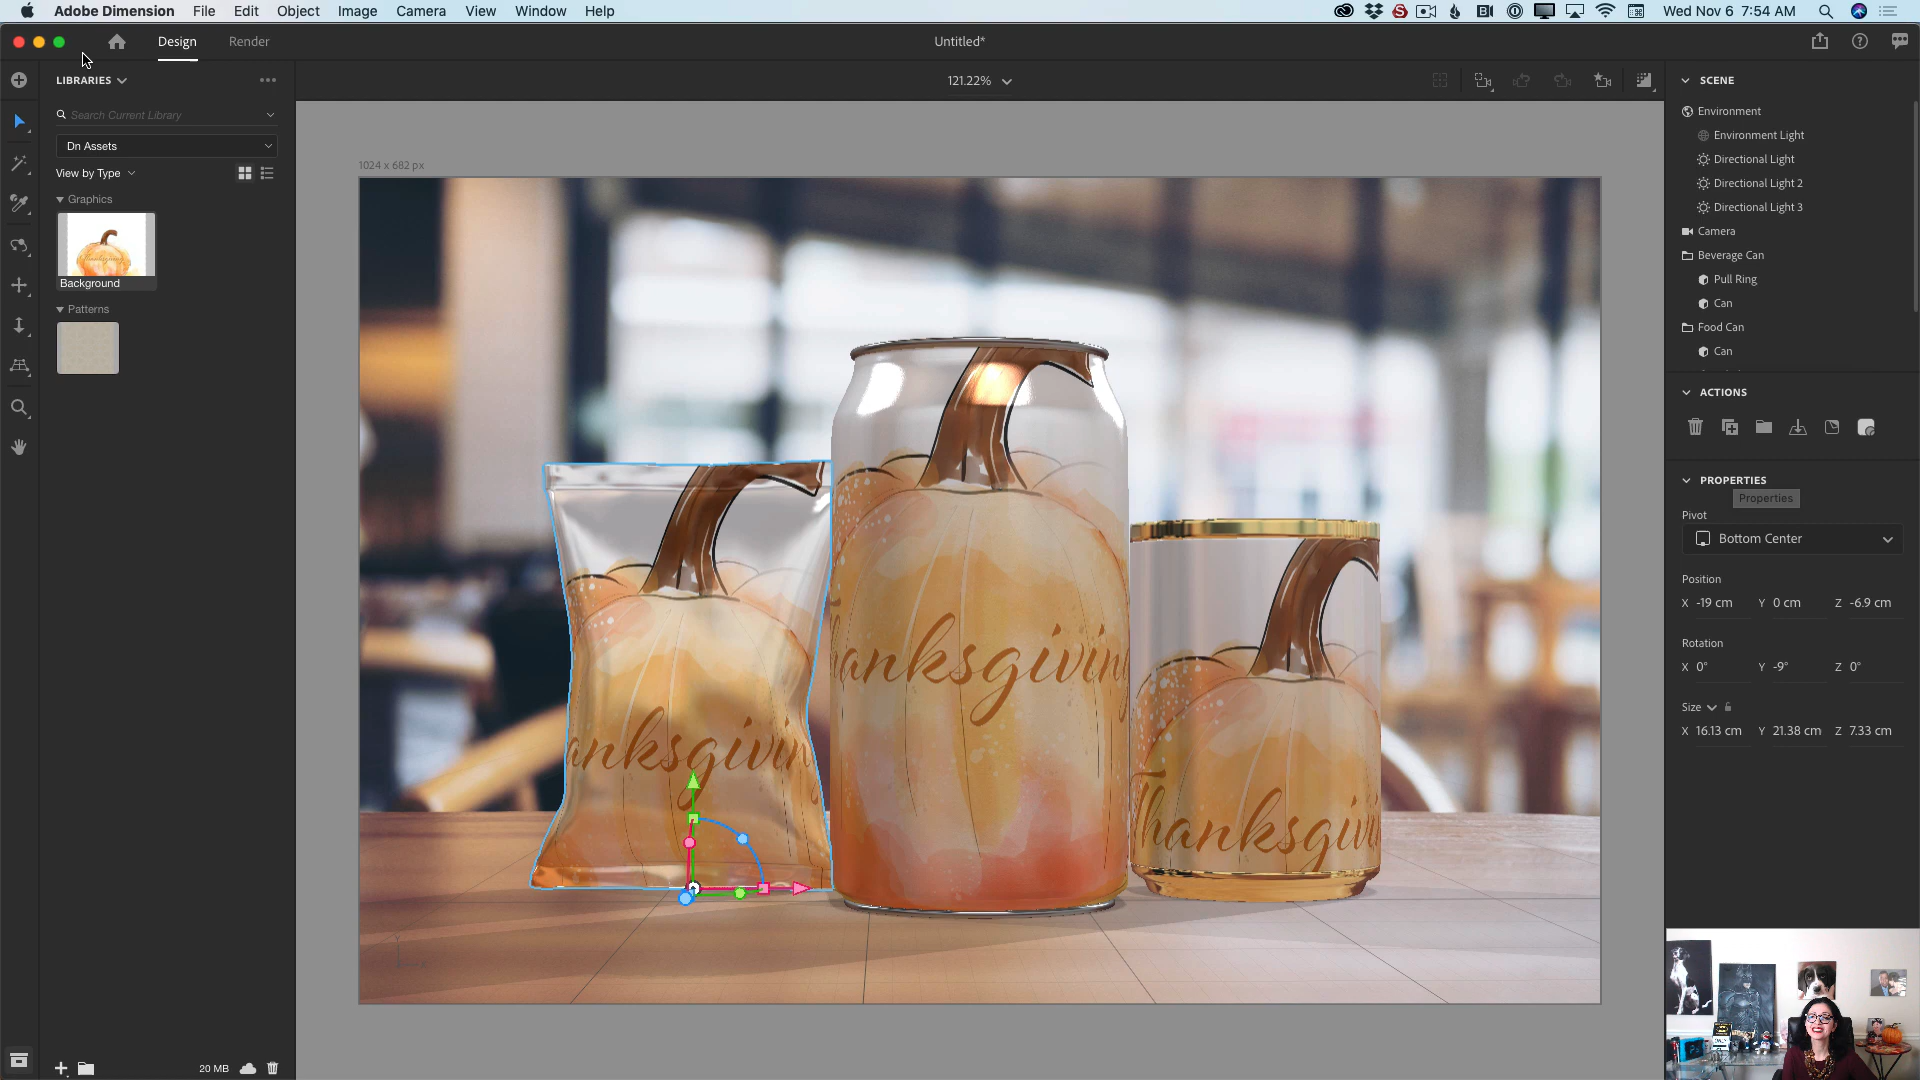 Adobe Dimension File Edit Object Image Camera View Window Help
Wed Nov 6 7:54 AM
Design Render
Untitled*
LIBRARIES
121.22%
SCENE
Search Current Library
Dn Assets
View by Type
Graphics
Background
Patterns
20 MB
1024 x 682 px
Thanksgiving
anksgivin
hanksgiving
Thanksgivi
Environment
Environment Light
Directional Light
Directional Light 2
Directional Light 3
Camera
Beverage Can
Pull Ring
Can
Food Can
Can
ACTIONS
PROPERTIES
Properties
Pivot
Bottom Center
Position
X -19 cm Y 0 cm Z -6.9 cm
Rotation
X 0° Y -9° Z 0°
Size
X 16.13 cm Y 21.38 cm Z 7.33 cm